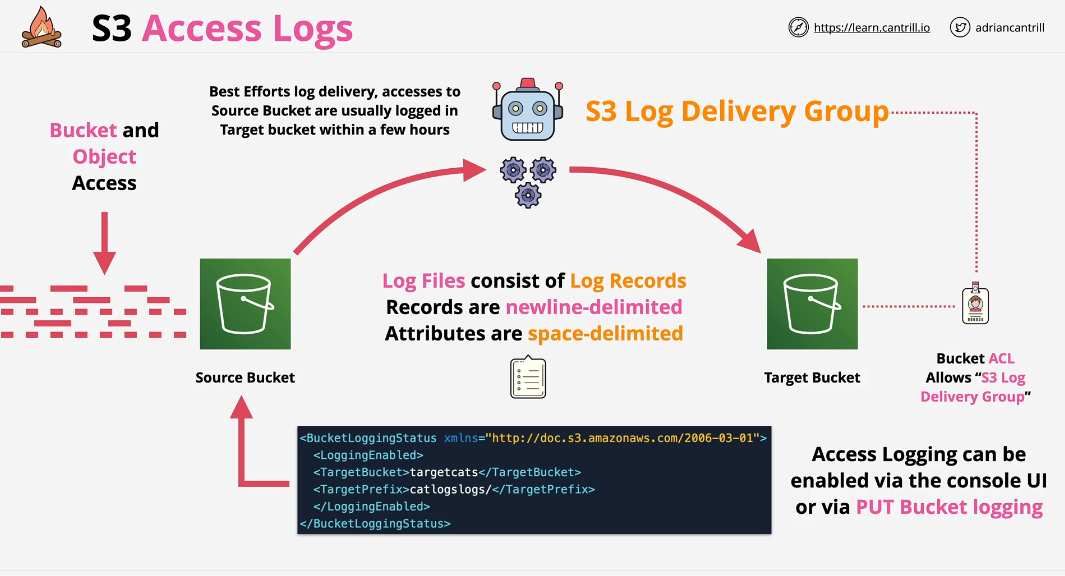 S3 Access Logs
https://learn.cantrill.io
adriancantrill
Best Efforts log delivery, accesses to
Source Bucket are usually logged in
Target bucket within a few hours
S3 Log Delivery Group
Bucket and
Object
Access
Log Files consist of Log Records
Records are newline-delimited
Attributes are space-delimited
Source Bucket
Target Bucket
Bucket ACL
Allows “S3 Log
Delivery Group”
<BucketLoggingStatus xmlns="http://doc.s3.amazonaws.com/2006-03-01">
<LoggingEnabled>
<TargetBucket>targetcats</TargetBucket>
<TargetPrefix>catlogslogs/</TargetPrefix>
</LoggingEnabled>
</BucketLoggingStatus>
Access Logging can be
enabled via the console UI
or via PUT Bucket logging